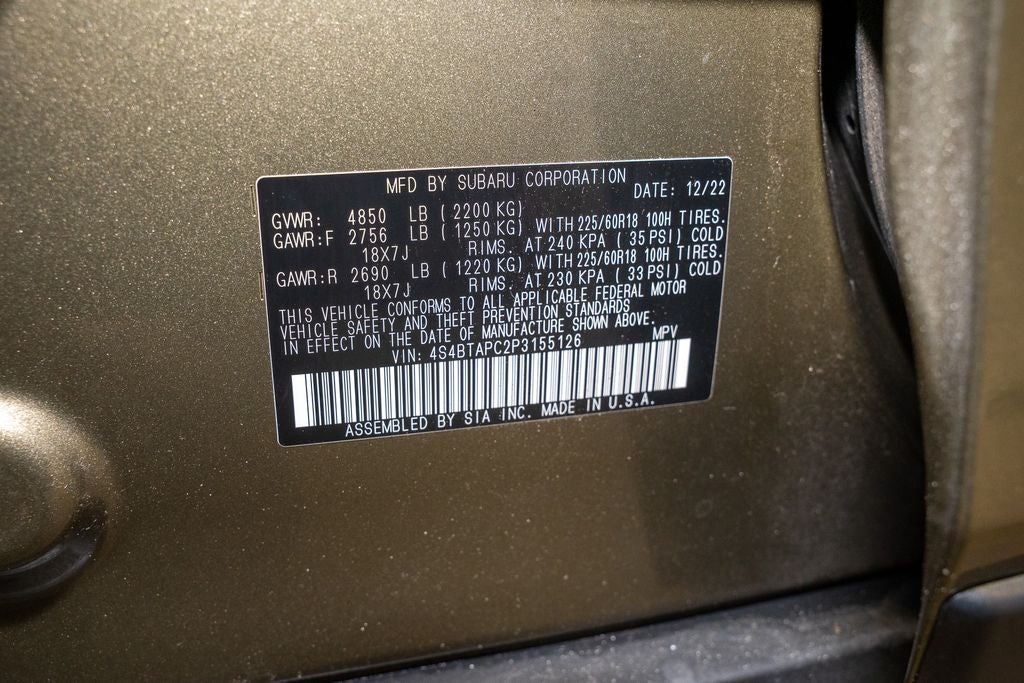 MFD BY SUBARU CORPORATION DATE: 12/22
GVWR: 4850 LB (2200 KG)
GAWR:F 2756 LB (1250 KG) WITH 225/60R18 100H TIRES.
18X7J RIMS. AT 240 KPA (35 PSI) COLD
GAWR:R 2690 LB (1220 KG) WITH 225/60R18 100H TIRES.
18X7J RIMS. AT 230 KPA (33 PSI) COLD
THIS VEHICLE CONFORMS TO ALL APPLICABLE FEDERAL MOTOR
VEHICLE SAFETY AND THEFT PREVENTION STANDARDS
IN EFFECT ON THE DATE OF MANUFACTURE SHOWN ABOVE.
VIN: 4S4BTAPC2P3155126 MPV
ASSEMBLED BY SIA INC. MADE IN U.S.A.